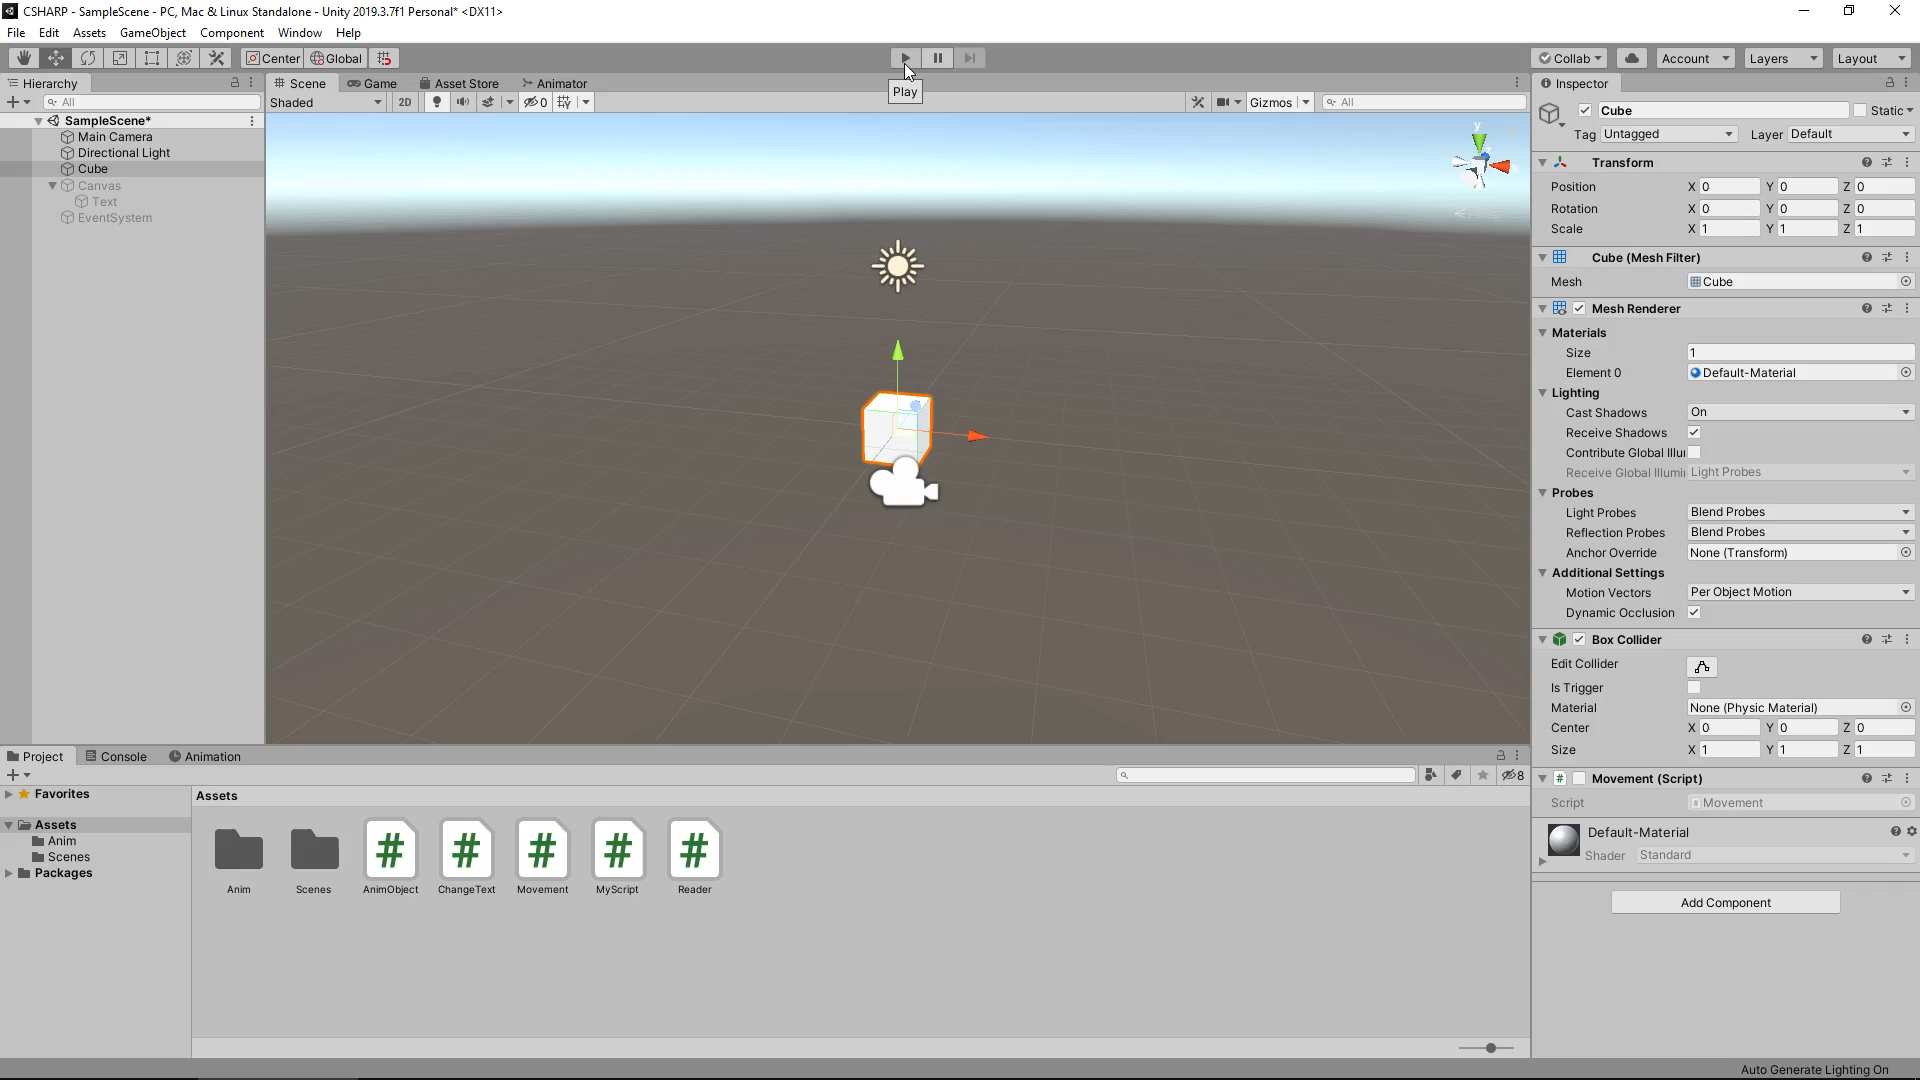 CSHARP - SampleScene - PC, Mac & Linux Standalone - Unity 2019.3.7f1 Personal* <DX11>
File Edit Assets GameObject Component Window Help
Center Global Collab Account Layers Layout
Play
Hierarchy
All
SampleScene*
Main Camera
Directional Light
Cube
Canvas
Text
EventSystem
Scene Game Asset Store Animator
Shaded 2D 0 Gizmos All
y
x
Inspector
Cube Static
Tag Untagged Layer Default
Transform
Position X 0 Y 0 Z 0
Rotation X 0 Y 0 Z 0
Scale X 1 Y 1 Z 1
Cube (Mesh Filter)
Mesh Cube
Mesh Renderer
Materials
Size 1
Element 0 Default-Material
Lighting
Cast Shadows On
Receive Shadows
Contribute Global Illui
Receive Global Illumii Light Probes
Probes
Light Probes Blend Probes
Reflection Probes Blend Probes
Anchor Override None (Transform)
Additional Settings
Motion Vectors Per Object Motion
Dynamic Occlusion
Box Collider
Edit Collider
Is Trigger
Material None (Physic Material)
Center X 0 Y 0 Z 0
Size X 1 Y 1 Z 1
# Movement (Script)
Script Movement
Default-Material
Shader Standard
Add Component
Project Console Animation
8
Favorites
Assets
Anim
Scenes
Packages
Assets
# # # # #
Anim Scenes AnimObject ChangeText Movement MyScript Reader
Auto Generate Lighting On